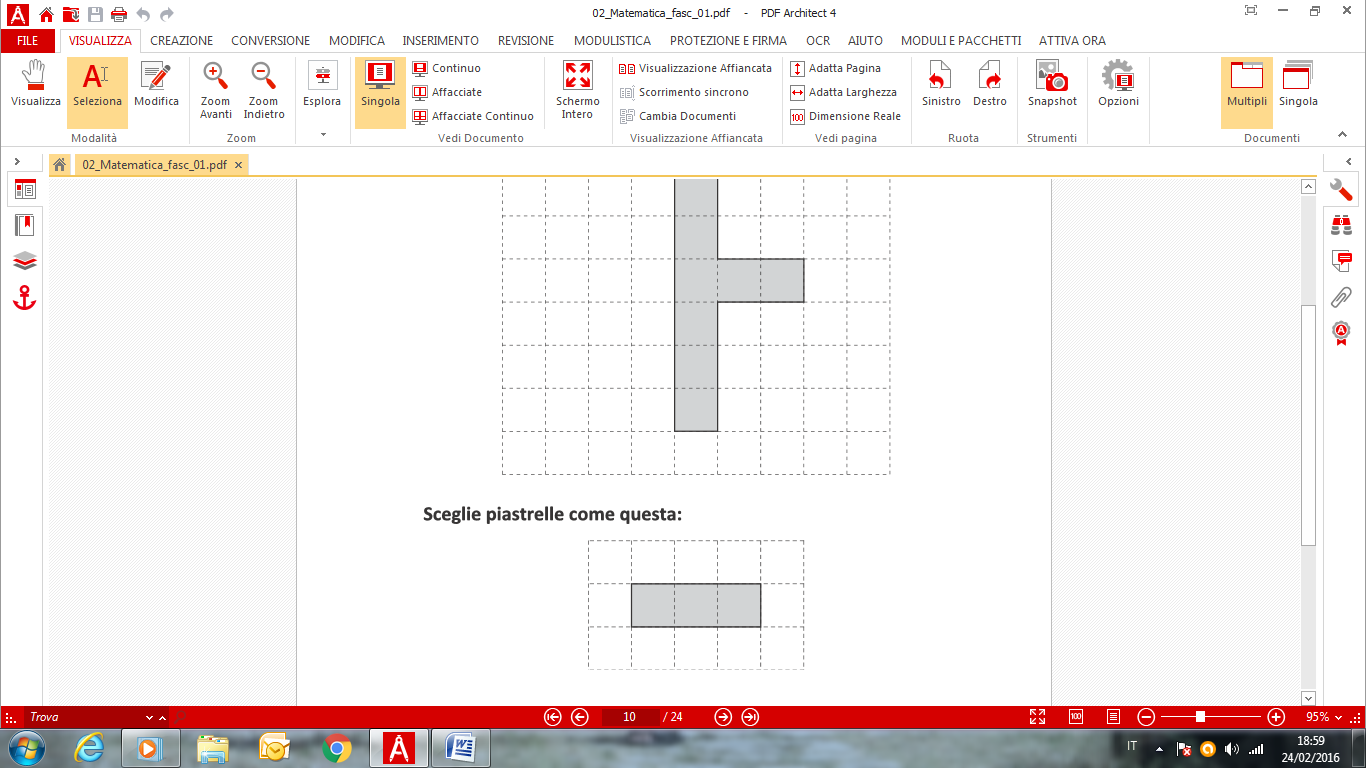 02_Matematica_fasc_01.pdf - PDF Architect 4
FILE VISUALIZZA CREAZIONE CONVERSIONE MODIFICA INSERIMENTO REVISIONE MODULISTICA PROTEZIONE E FIRMA OCR AIUTO MODULI E PACCHETTI ATTIVA ORA
Visualizza
Seleziona
Modifica
Modalità
Zoom Avanti
Zoom Indietro
Zoom
Esplora
Singola
Continuo
Affacciate
Affacciate Continuo
Vedi Documento
Schermo Intero
Visualizzazione Affiancata
Scorrimento sincrono
Cambia Documenti
Visualizzazione Affiancata
Adatta Pagina
Adatta Larghezza
100 Dimensione Reale
Vedi pagina
Sinistro
Destro
Ruota
Snapshot
Strumenti
Opzioni
Multipli
Singola
Documenti
02_Matematica_fasc_01.pdf ×
Sceglie piastrelle come questa:
Trova
10 / 24
100
95%
IT
18:59
24/02/2016